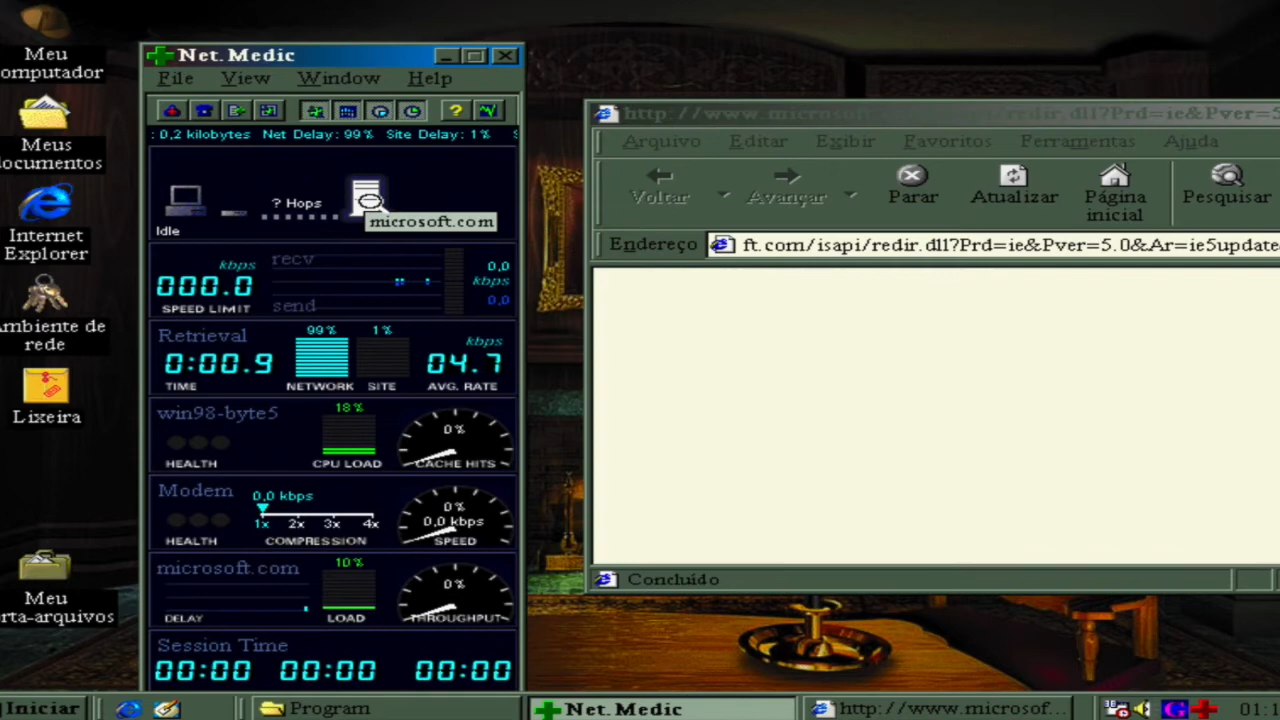 Meu
omputador
Meus
documentos
Internet
Explorer
Ambiente de
rede
Lixeira
Meu
rta-arquivos
Net.Medic
File View Window Help
: 0,2 kilobytes Net Delay: 99% Site Delay: 1%
? Hops
microsoft.com
Idle
kbps
000.0
SPEED LIMIT
recv
send
0,0
kbps
0,0
Retrieval
99% 1%
kbps
0:00.9
04.7
TIME NETWORK SITE AVG. RATE
win98-byte5
18%
0%
HEALTH CPU LOAD CACHE HITS
Modem
0,0 kbps
1x 2x 3x 4x
0%
0,0 kbps
HEALTH COMPRESSION SPEED
microsoft.com
10%
0%
DELAY LOAD THROUGHPUT
Session Time
00:00 00:00 00:00
http://www.microsoft redir.dll?Prd=ie&Pver=5
Arquivo Editar Exibir Favoritos Ferramentas Ajuda
Voltar Avançar Parar Atualizar Página
inicial Pesquisar
Endereço ft.com/isapi/redir.dll?Prd=ie&Pver=5.0&Ar=ie5update
Concluído
Iniciar Program Net.Medic http://www.microsof... 01:1